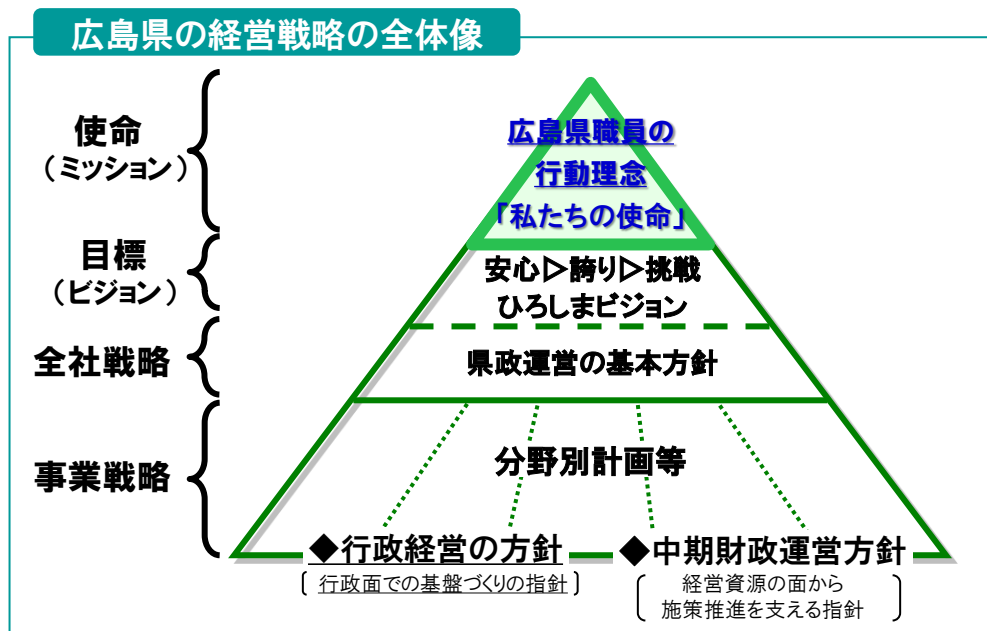 広島県の経営戦略の全体像
使命
（ミッション）
広島県職員の
行動理念
「私たちの使命」
目標
（ビジョン）
安心▷誇り▷挑戦
ひろしまビジョン
全社戦略
県政運営の基本方針
事業戦略
分野別計画等
◆行政経営の方針
行政面での基盤づくりの指針
◆中期財政運営方針
経営資源の面から
施策推進を支える指針